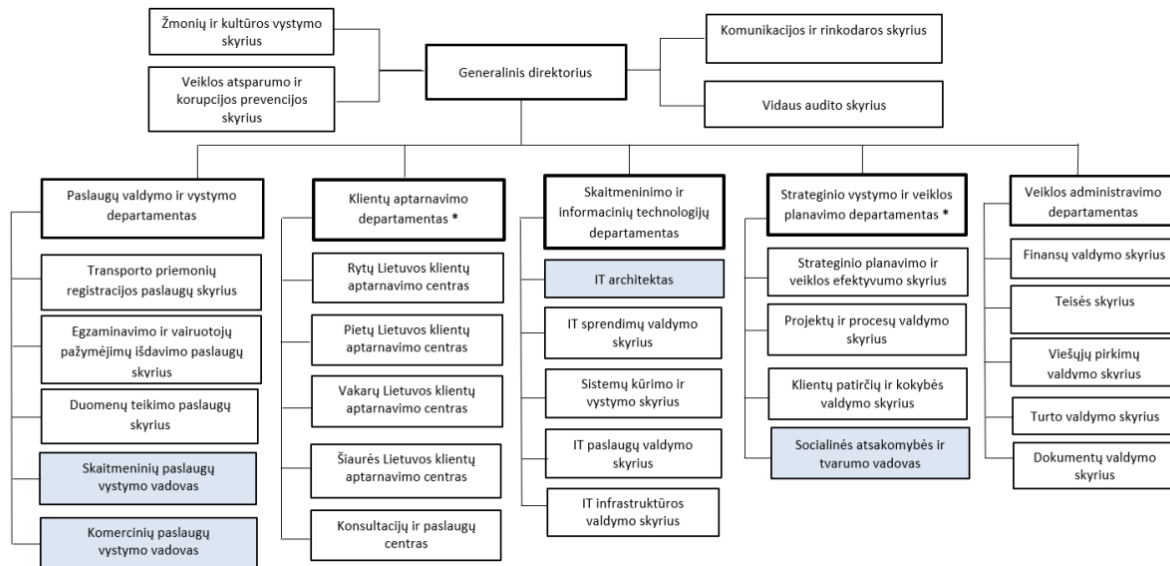 Žmonių ir kultūros vystymo
skyrius
Veiklos atsparumo ir
korupcijos prevencijos
skyrius
Generalinis direktorius
Komunikacijos ir rinkodaros skyrius
Vidaus audito skyrius
Paslaugų valdymo ir vystymo
departamentas
Transporto priemonių
registracijos paslaugų skyrius
Egzaminavimo ir vairuotojų
pažymėjimų išdavimo paslaugų
skyrius
Duomenų teikimo paslaugų
skyrius
Skaitmeninių paslaugų
vystymo vadovas
Komercinių paslaugų
vystymo vadovas
Klientų aptarnavimo
departamentas *
Rytų Lietuvos klientų
aptarnavimo centras
Pietų Lietuvos klientų
aptarnavimo centras
Vakarų Lietuvos klientų
aptarnavimo centras
Šiaurės Lietuvos klientų
aptarnavimo centras
Konsultacijų ir paslaugų
centras
Skaitmeninimo ir
informacinių technologijų
departamentas
IT architektas
IT sprendimų valdymo
skyrius
Sistemų kūrimo ir
vystymo skyrius
IT paslaugų valdymo
skyrius
IT infrastruktūros
valdymo skyrius
Strateginio vystymo ir veiklos
planavimo departamentas *
Strateginio planavimo ir
veiklos efektyvumo skyrius
Projektų ir procesų valdymo
skyrius
Klientų patirčių ir kokybės
valdymo skyrius
Socialinės atsakomybės ir
tvarumo vadovas
Veiklos administravimo
departamentas
Finansų valdymo skyrius
Teisės skyrius
Viešųjų pirkimų
valdymo skyrius
Turto valdymo skyrius
Dokumentų valdymo
skyrius